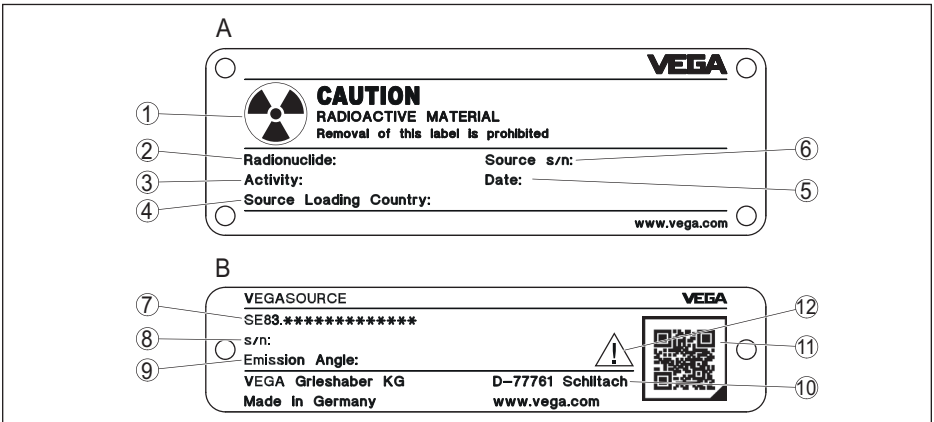 A
VEGA
CAUTION
① RADIOACTIVE MATERIAL
Removal of this label is prohibited
② Radionuclide: Source s/n: ⑥
③ Activity: Date: ⑤
④ Source Loading Country:
www.vega.com
B
VEGASOURCE VEGA
⑦ SE83.*************
⑧ s/n:
⑨ Emission Angle:
⑫
⑪
VEGA Grieshaber KG D-77761 Schiltach ⑩
Made in Germany www.vega.com